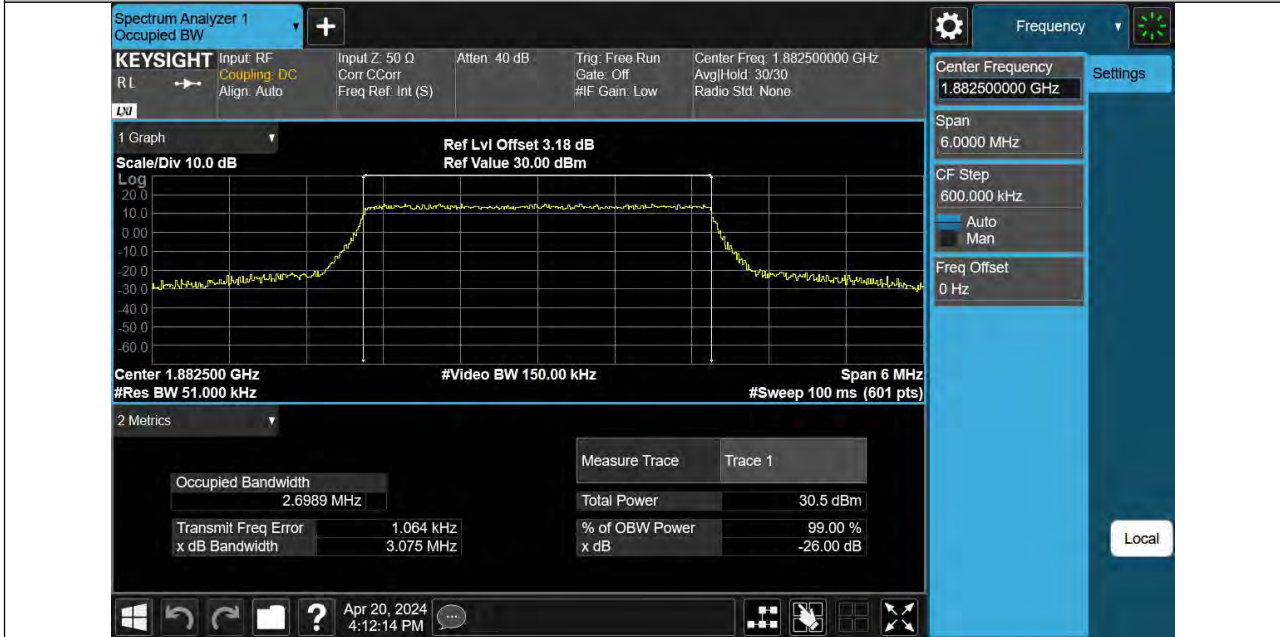 Spectrum Analyzer 1
Occupied BW
+
Frequency
KEYSIGHT
RL
LXI
Input: RF
Coupling: DC
Align: Auto
Input Z: 50 Ω
Corr CCorr
Freq Ref: Int (S)
Atten: 40 dB
Trig: Free Run
Gate: Off
#IF Gain: Low
Center Freq: 1.882500000 GHz
Avg|Hold: 30/30
Radio Std: None
Center Frequency
1.882500000 GHz
Settings
Span
6.0000 MHz
CF Step
600.000 kHz
Auto
Man
Freq Offset
0 Hz
Local
1 Graph
Scale/Div 10.0 dB
Ref Lvl Offset 3.18 dB
Ref Value 30.00 dBm
Log
20.0
10.0
0.00
-10.0
-20.0
-30.0
-40.0
-50.0
-60.0
Center 1.882500 GHz
#Video BW 150.00 kHz
Span 6 MHz
#Res BW 51.000 kHz
#Sweep 100 ms (601 pts)
2 Metrics
Measure Trace Trace 1
Occupied Bandwidth
2.6989 MHz
Total Power 30.5 dBm
Transmit Freq Error 1.064 kHz
% of OBW Power 99.00 %
x dB Bandwidth 3.075 MHz
x dB -26.00 dB
?
Apr 20, 2024
4:12:14 PM